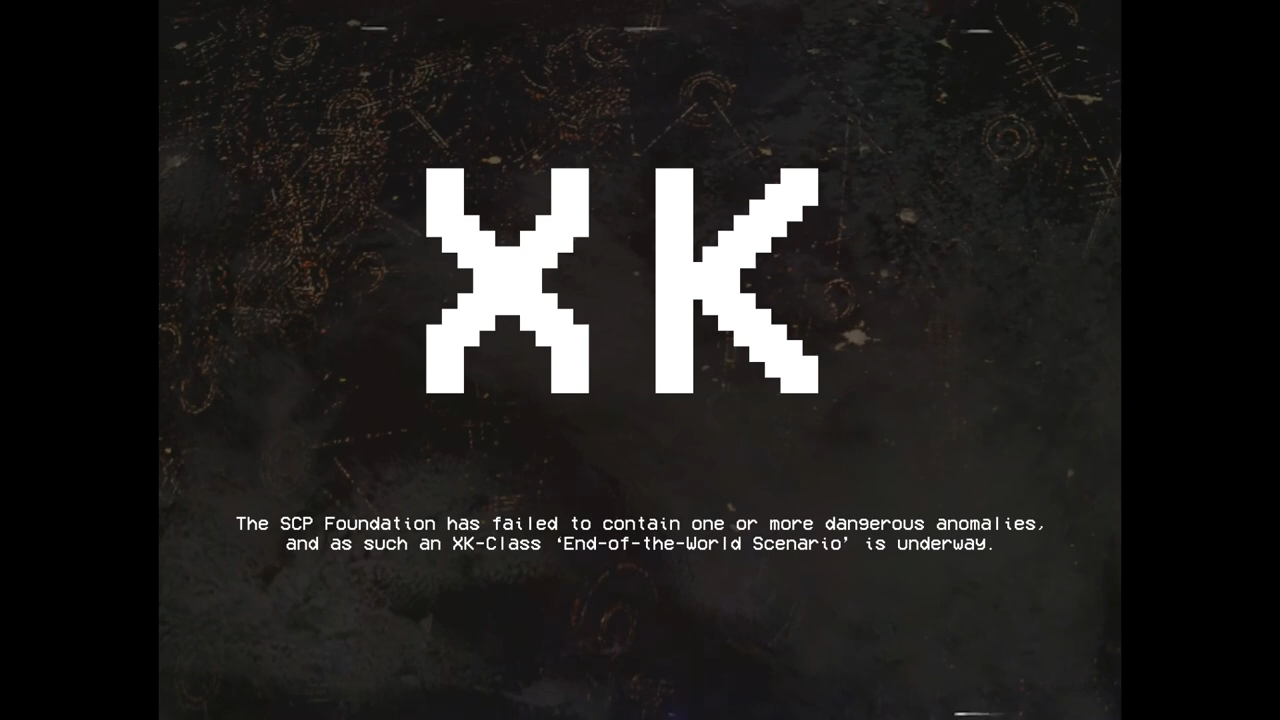 XK
The SCP Foundation has failed to contain one or more dangerous anomalies,
and as such an XK-Class ‘End-of-the-World Scenario’ is underway.